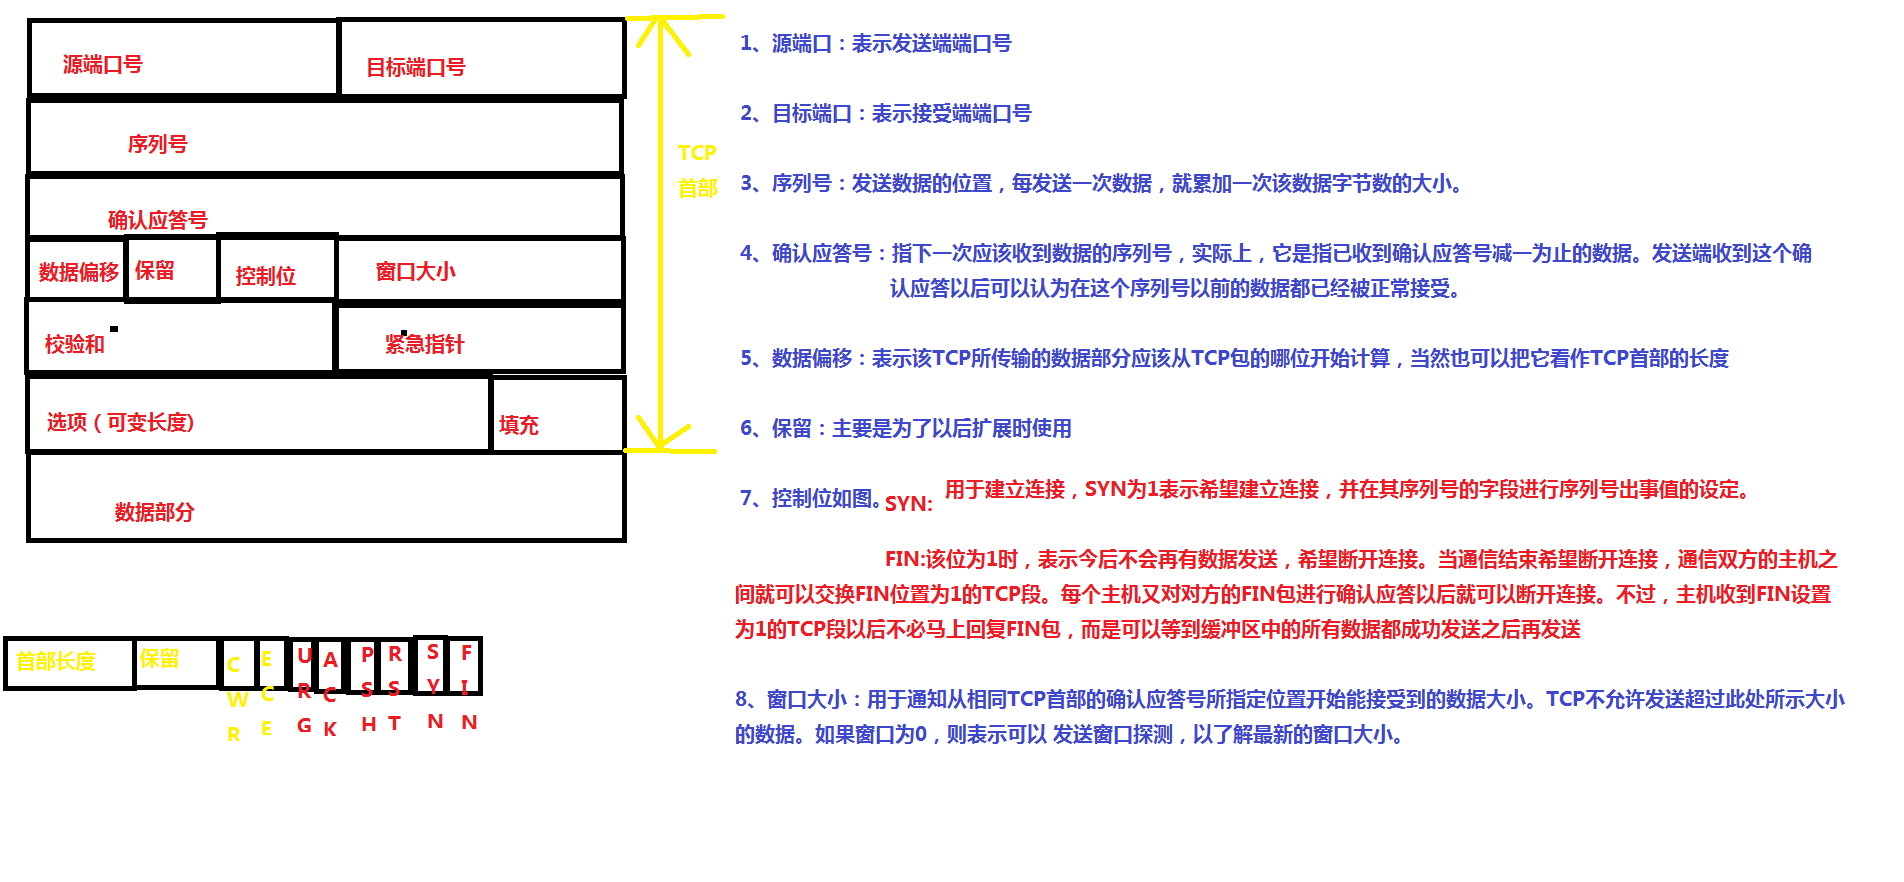 源端口号
目标端口号
序列号
确认应答号
数据偏移
保留
控制位
窗口大小
校验和
紧急指针
选项（可变长度)
填充
数据部分
TCP
首部
首部长度
保留
CWR
ECE
URG
ACK
PSH
RST
SYN
FIN
1、源端口：表示发送端端口号
2、目标端口：表示接受端端口号
3、序列号：发送数据的位置，每发送一次数据，就累加一次该数据字节数的大小。
4、确认应答号：指下一次应该收到数据的序列号，实际上，它是指已收到确认应答号减一为止的数据。发送端收到这个确
认应答以后可以认为在这个序列号以前的数据都已经被正常接受。
5、数据偏移：表示该TCP所传输的数据部分应该从TCP包的哪位开始计算，当然也可以把它看作TCP首部的长度
6、保留：主要是为了以后扩展时使用
7、控制位如图。SYN: 用于建立连接，SYN为1表示希望建立连接，并在其序列号的字段进行序列号出事值的设定。
FIN:该位为1时，表示今后不会再有数据发送，希望断开连接。当通信结束希望断开连接，通信双方的主机之
间就可以交换FIN位置为1的TCP段。每个主机又对对方的FIN包进行确认应答以后就可以断开连接。不过，主机收到FIN设置
为1的TCP段以后不必马上回复FIN包，而是可以等到缓冲区中的所有数据都成功发送之后再发送
8、窗口大小：用于通知从相同TCP首部的确认应答号所指定位置开始能接受到的数据大小。TCP不允许发送超过此处所示大小
的数据。如果窗口为0，则表示可以 发送窗口探测，以了解最新的窗口大小。